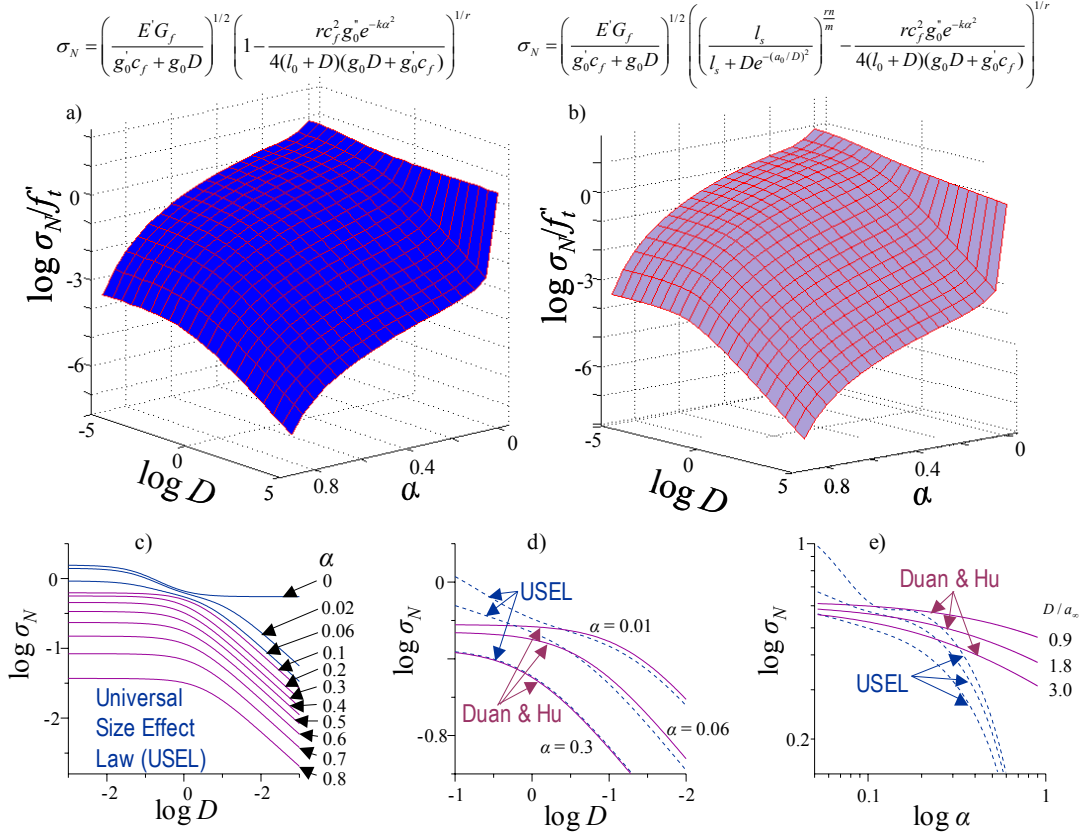 σ_N = ( E'G_f / (g'_0 c_f + g_0 D) )^{1/2} ( 1 − r c_f^2 g''_0 e^{−kα^2} / (4(l_0 + D)(g_0 D + g'_0 c_f)) )^{1/r}
σ_N = ( E'G_f / (g'_0 c_f + g_0 D) )^{1/2} ( ( l_s / (l_s + De^{−(a_0/D)^2}) )^{rn/m} − r c_f^2 g''_0 e^{−kα^2} / (4(l_0 + D)(g_0 D + g'_0 c_f)) )^{1/r}
a)
log σ_N/f'_t
0
-3
-6
-5
0
5
log D
0.8
0.4
0
α
b)
log σ_N/f'_t
0
-3
-6
-5
0
5
log D
0.8
0.4
0
α
c)
log σ_N
0
-1
-2
α
0
0.02
0.06
0.1
0.2
0.3
0.4
0.5
0.6
0.7
0.8
Universal
Size Effect
Law (USEL)
-2
0
-2
log D
d)
log σ_N
0
-0.8
USEL
α = 0.01
Duan & Hu
α = 0.06
α = 0.3
-1
0
-1
-2
log D
e)
log σ_N
1
0.2
Duan & Hu
D / a_∞
0.9
1.8
3.0
USEL
0.1
1
log α